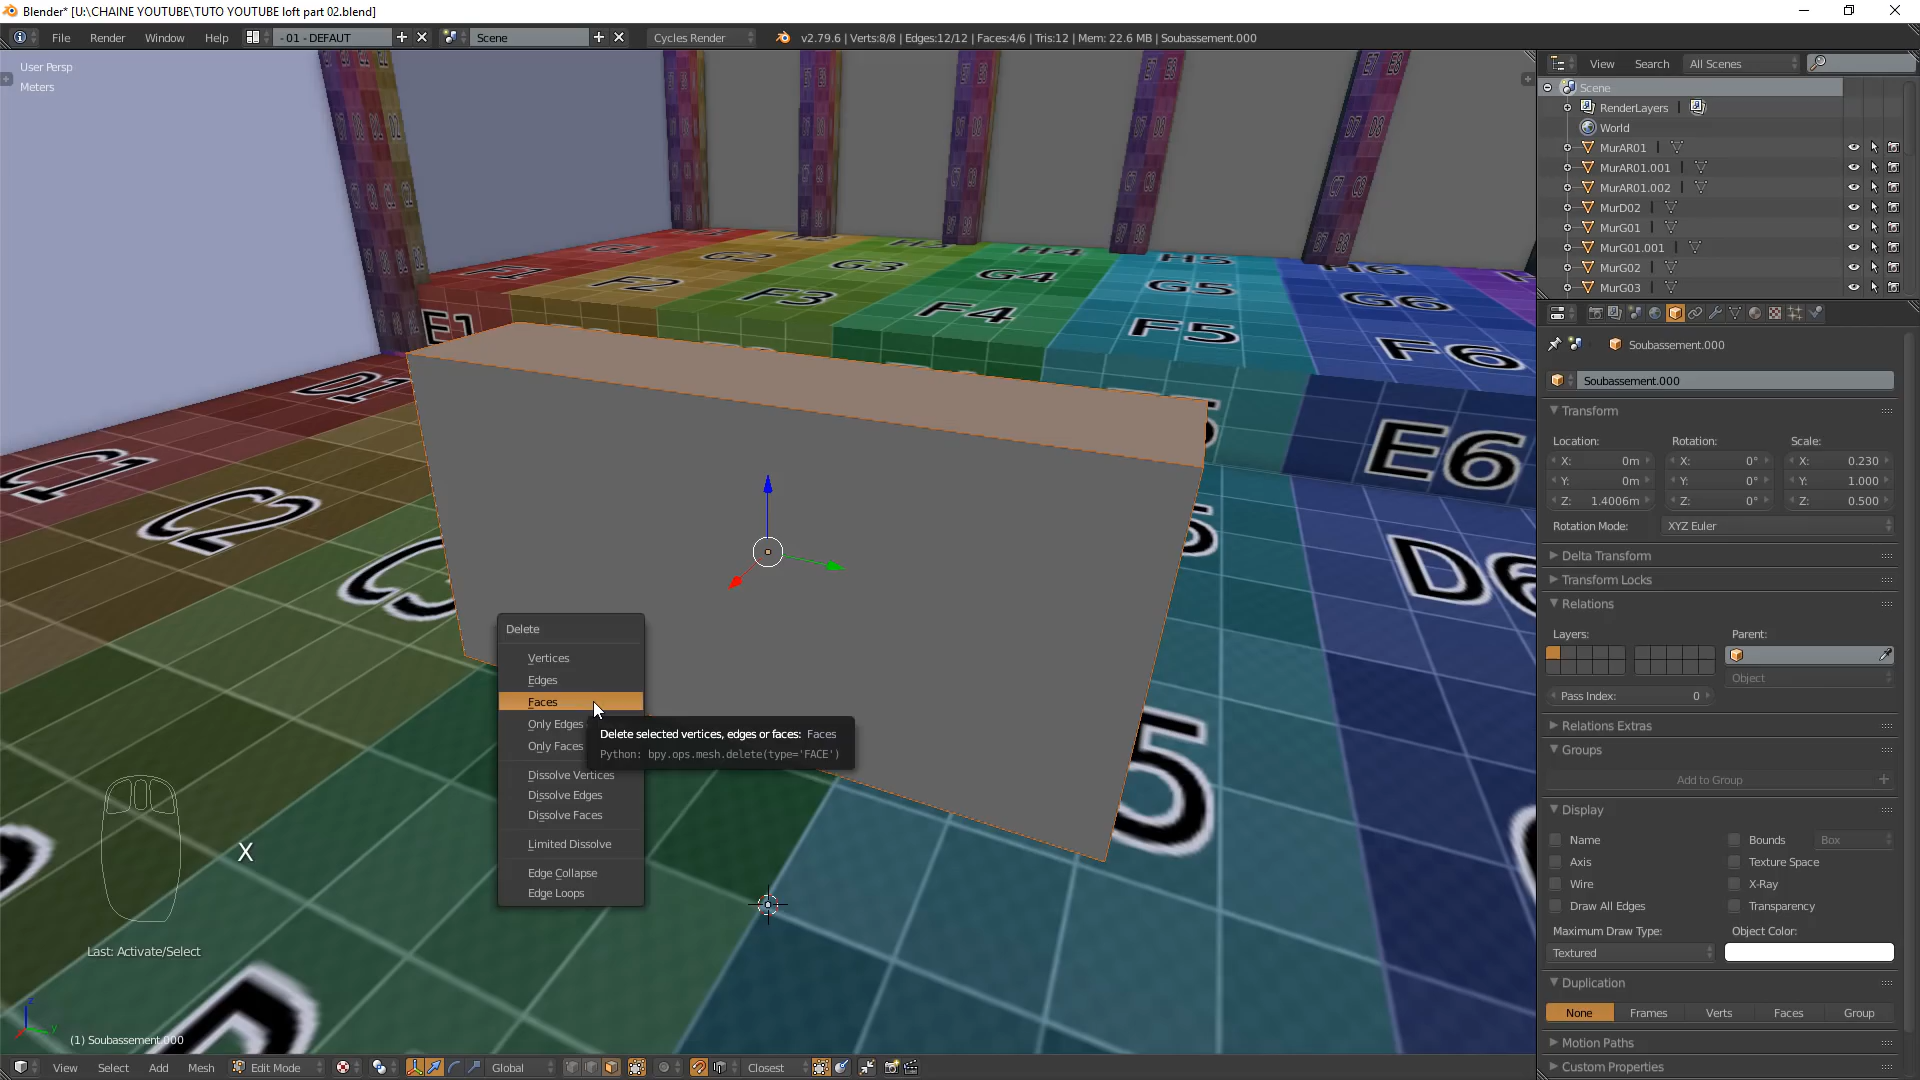 Blender* [U:\CHAINE YOUTUBE\TUTO YOUTUBE loft part 02.blend]
File Render Window Help - 01 - DEFAUT Scene Cycles Render v2.79.6 | Verts:8/8 | Edges:12/12 | Faces:4/6 | Tris:12 | Mem: 22.6 MB | Soubassement.000
User Persp
Meters
View Search All Scenes
Scene
RenderLayers
World
MurAR01
MurAR01.001
MurAR01.002
MurD02
MurG01
MurG01.001
MurG02
MurG03
H2 H3 H4 H5 H6
G1 G2 G3 G4 G5 G6
F1 F2 F3 F4 F5 F6
E1 E6
D1 D6
C1 C2 C3
5
Soubassement.000
Soubassement.000
Transform
Location: Rotation: Scale:
X: 0m X: 0° X: 0.230
Y: 0m Y: 0° Y: 1.000
Z: 1.4006m Z: 0° Z: 0.500
Rotation Mode: XYZ Euler
Delta Transform
Transform Locks
Relations
Layers: Parent:
Object
Pass Index: 0
Relations Extras
Groups
Add to Group
Display
Name Bounds Box
Axis Texture Space
Wire X-Ray
Draw All Edges Transparency
Maximum Draw Type: Object Color:
Textured
Duplication
None Frames Verts Faces Group
Motion Paths
Custom Properties
Delete
Vertices
Edges
Faces
Only Edges
Only Faces
Dissolve Vertices
Dissolve Edges
Dissolve Faces
Limited Dissolve
Edge Collapse
Edge Loops
Delete selected vertices, edges or faces: Faces
Python: bpy.ops.mesh.delete(type='FACE')
X
Last: Activate/Select
z
y
(1) Soubassement.000
View Select Add Mesh Edit Mode Global Closest